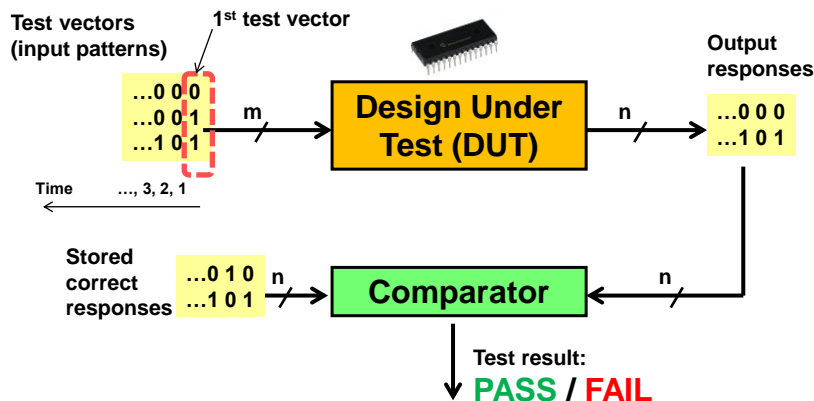 Test vectors
(input patterns)
1st test vector
...0 0 0
...0 0 1
...1 0 1
m
Design Under
Test (DUT)
n
Output
responses
...0 0 0
...1 0 1
Time ..., 3, 2, 1
Stored
correct
responses
...0 1 0
...1 0 1
n
Comparator
n
Test result:
PASS / FAIL